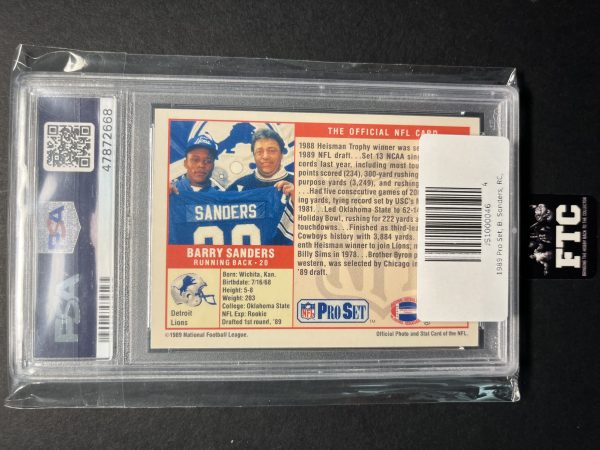 47872668
PSA
PSA
THE OFFICIAL NFL CARD
1988 Heisman Trophy winner was se
1989 NFL draft...Set 13 NCAA sing
cords last year, including most tou
points scored (234), 300-yard rushing
purpose yards (3,249), and rushing
Had five consecutive games of 20
ing yards, tying record set by USC's
1981...Led Oklahoma State to 62-14
Holiday Bowl, rushing for 222 yards a
touchdowns...Finished as third-lea
Cowboys history with 3,884 yards.
enth Heisman winner to join Lions,
Billy Sims in 1978...Brother Byron
western, was selected by Chicago in
'89 draft.
Lions
SANDERS
BARRY SANDERS
RUNNING BACK - 20
Born: Wichita, Kan.
Birthdate: 7/16/68
Height: 5-8
Weight: 203
College: Oklahoma State
NFL Exp: Rookie
Drafted 1st round, '89
Detroit
Lions
NFL PRO SET
TM
©1989 National Football League.
Official Photo and Stat Card of the NFL.
1989 Pro Set, B. Sanders, RC,
4
FTC